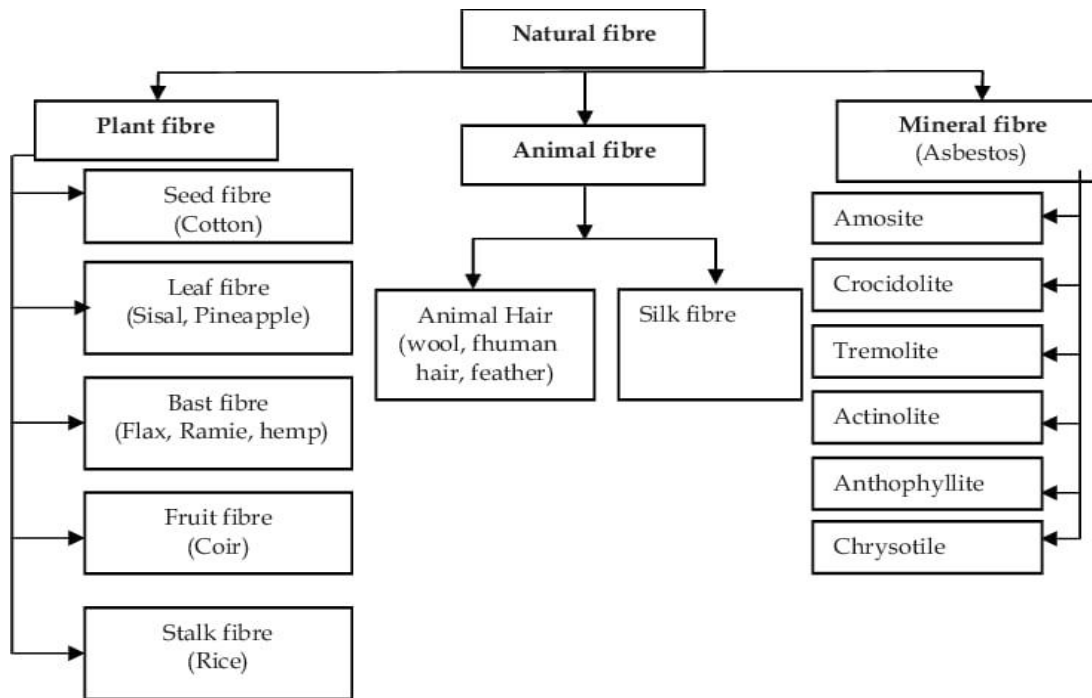 Natural fibre
Plant fibre
Seed fibre
(Cotton)
Leaf fibre
(Sisal, Pineapple)
Bast fibre
(Flax, Ramie, hemp)
Fruit fibre
(Coir)
Stalk fibre
(Rice)
Animal fibre
Animal Hair
(wool, fhuman
hair, feather)
Silk fibre
Mineral fibre
(Asbestos)
Amosite
Crocidolite
Tremolite
Actinolite
Anthophyllite
Chrysotile